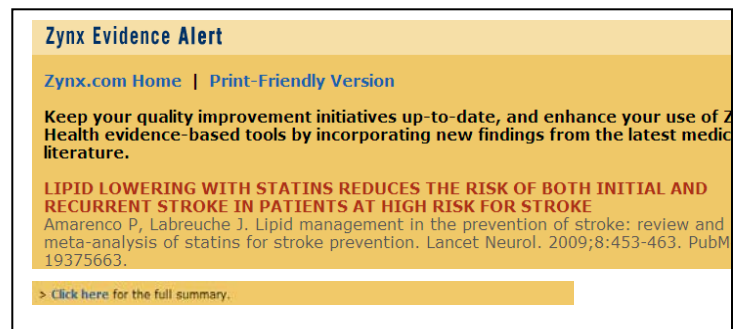 Zynx Evidence Alert
Zynx.com Home | Print-Friendly Version
Keep your quality improvement initiatives up-to-date, and enhance your use of Z
Health evidence-based tools by incorporating new findings from the latest medic
literature.
LIPID LOWERING WITH STATINS REDUCES THE RISK OF BOTH INITIAL AND
RECURRENT STROKE IN PATIENTS AT HIGH RISK FOR STROKE
Amarenco P, Labreuche J. Lipid management in the prevention of stroke: review and
meta-analysis of statins for stroke prevention. Lancet Neurol. 2009;8:453-463. PubM
19375663.
> Click here for the full summary.